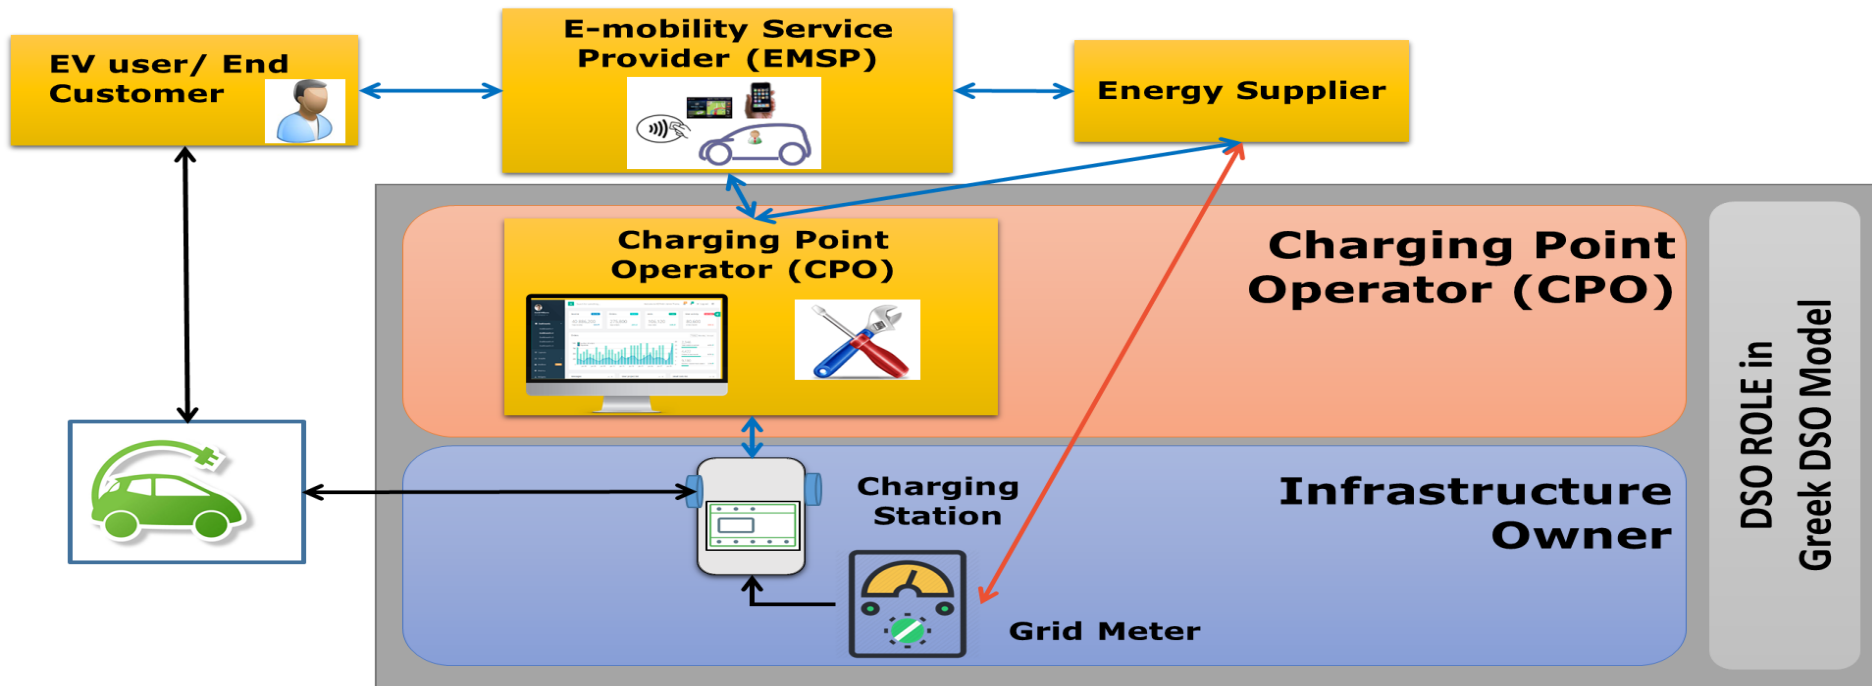 EV user/ End
Customer
E-mobility Service
Provider (EMSP)
Energy Supplier
Charging Point
Operator (CPO)
Charging Point
Operator (CPO)
Charging
Station
Grid Meter
Infrastructure
Owner
DSO ROLE in
Greek DSO Model